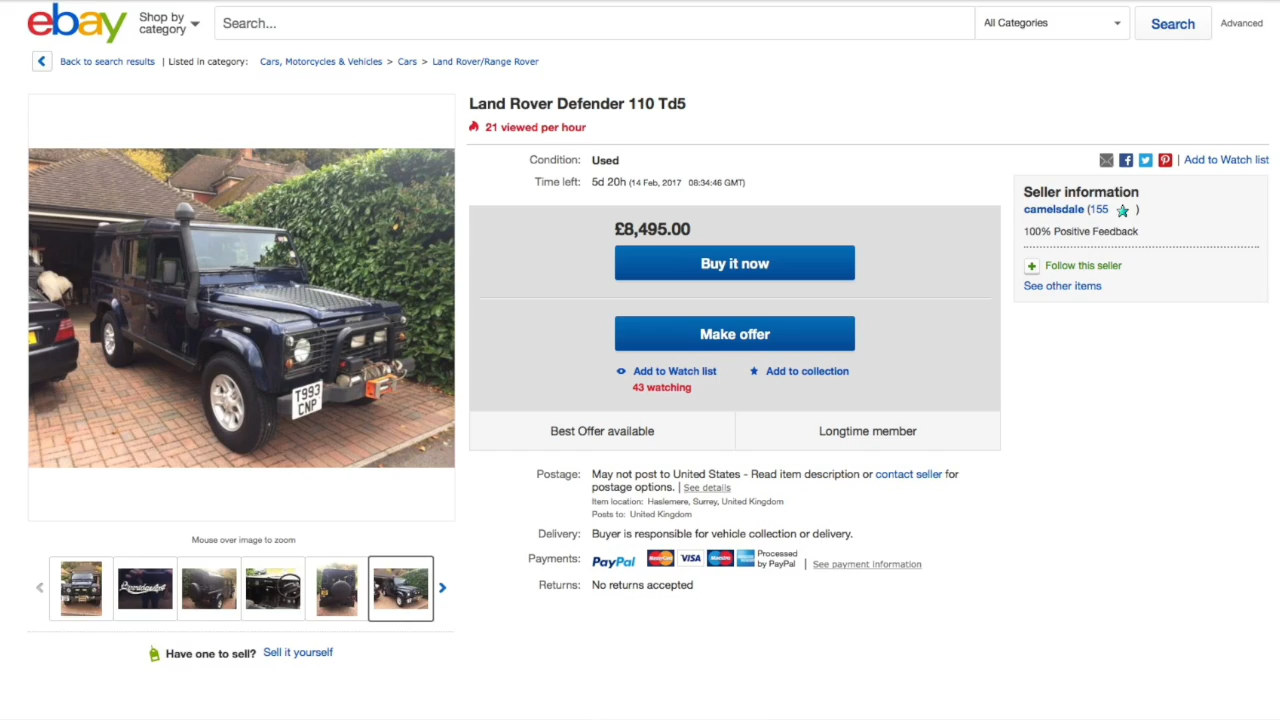 ebay
Shop by
category
Search...
All Categories
Search
Advanced
Back to search results | Listed in category: Cars, Motorcycles & Vehicles > Cars > Land Rover/Range Rover
Land Rover Defender 110 Td5
21 viewed per hour
Condition: Used
Time left: 5d 20h (14 Feb, 2017 08:34:46 GMT)
| Add to Watch list
Seller information
camelsdale (155 )
100% Positive Feedback
Follow this seller
See other items
£8,495.00
Buy it now
Make offer
Add to Watch list
Add to collection
43 watching
Best Offer available
Longtime member
T993
CNP
Postage: May not post to United States - Read item description or contact seller for
postage options. | See details
Item location: Haslemere, Surrey, United Kingdom
Posts to: United Kingdom
Delivery: Buyer is responsible for vehicle collection or delivery.
Payments: PayPal MasterCard VISA Maestro Processed
by PayPal | See payment information
Returns: No returns accepted
Mouse over image to zoom
Have one to sell? Sell it yourself